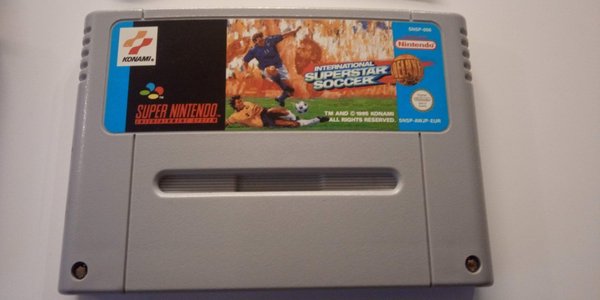 KONAMI
SUPER NINTENDO
ENTERTAINMENT SYSTEM
INTERNATIONAL
SUPERSTAR
SOCCER
TM AND © 1995 KONAMI
ALL RIGHTS RESERVED.
SNSP-006
Nintendo
SNSP-AWJP-EUR